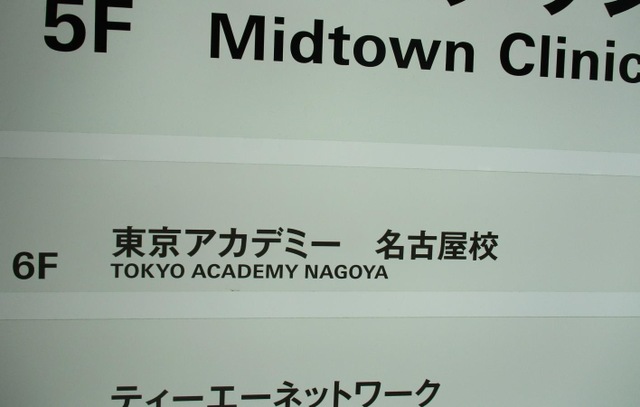 5F Midtown Clinic
東京アカデミー 名古屋校
6F
TOKYO ACADEMY NAGOYA
ティーエーネットワーク